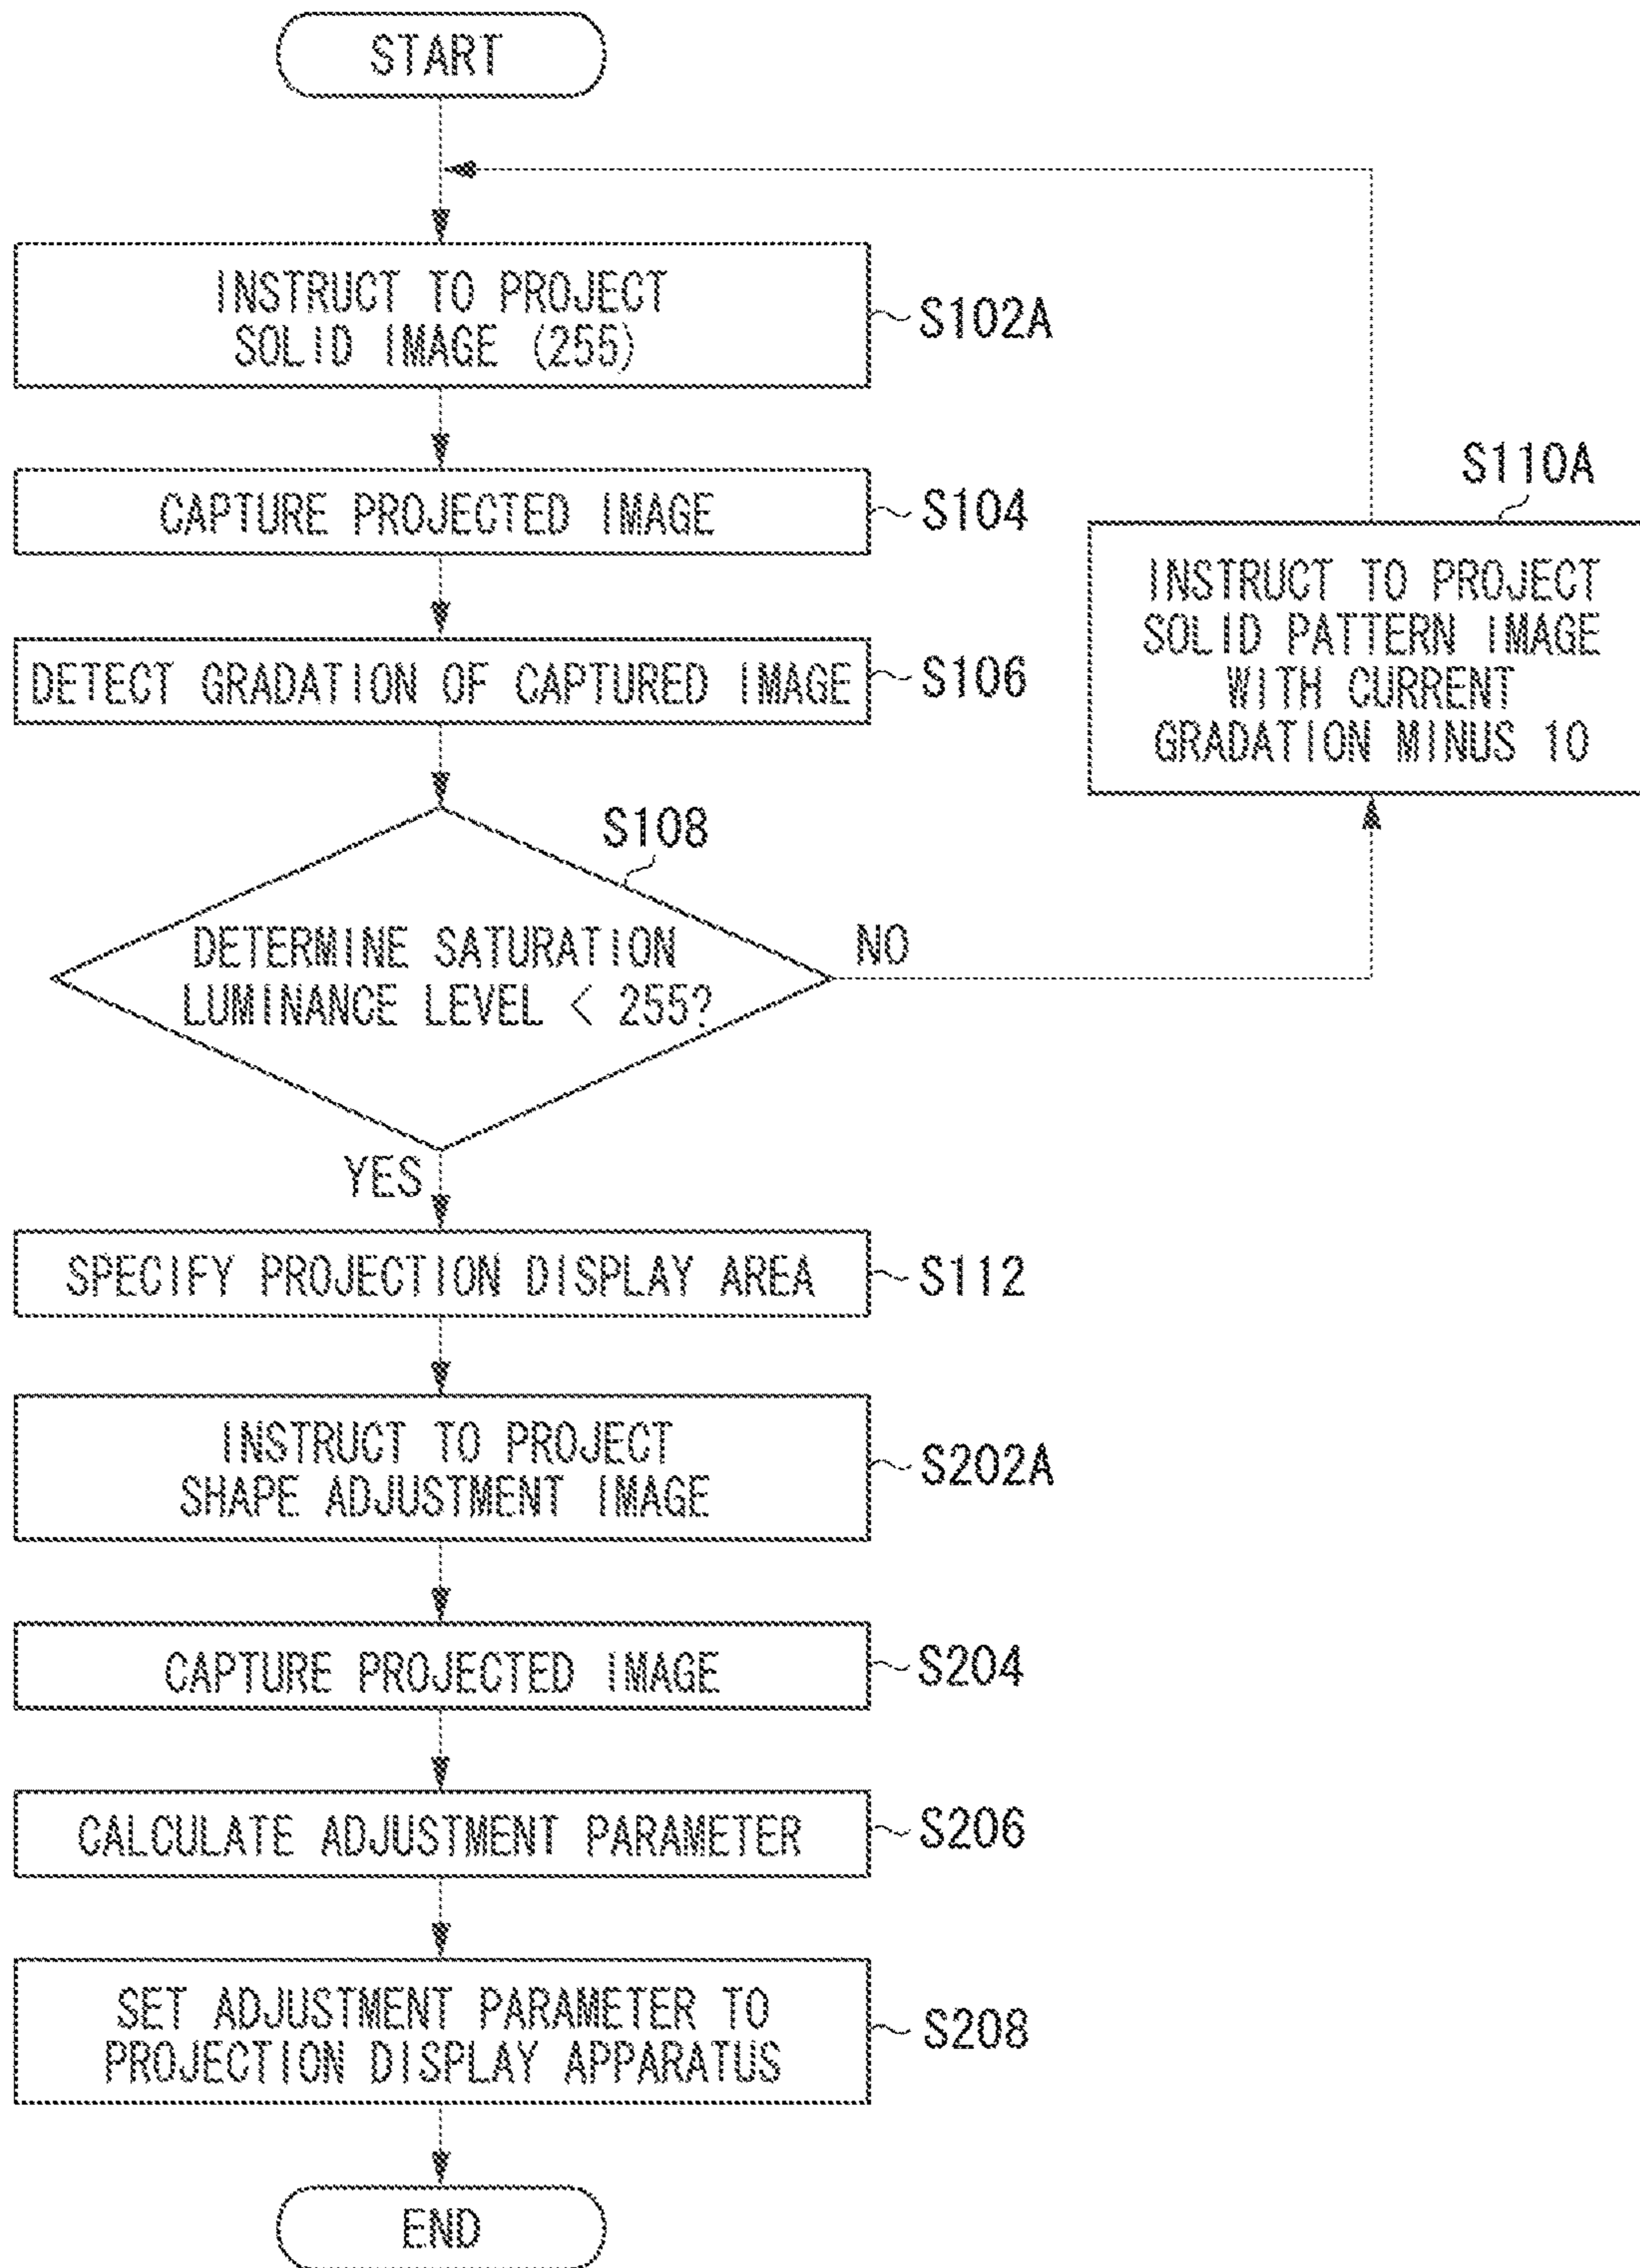 START
INSTRUCT TO PROJECT
SOLID IMAGE (255)
S102A
CAPTURE PROJECTED IMAGE
S104
DETECT GRADATION OF CAPTURED IMAGE
S106
S110A
INSTRUCT TO PROJECT
SOLID PATTERN IMAGE
WITH CURRENT
GRADATION MINUS 10
S108
DETERMINE SATURATION
LUMINANCE LEVEL < 255?
NO
YES
SPECIFY PROJECTION DISPLAY AREA
S112
INSTRUCT TO PROJECT
SHAPE ADJUSTMENT IMAGE
S202A
CAPTURE PROJECTED IMAGE
S204
CALCULATE ADJUSTMENT PARAMETER
S206
SET ADJUSTMENT PARAMETER TO
PROJECTION DISPLAY APPARATUS
S208
END